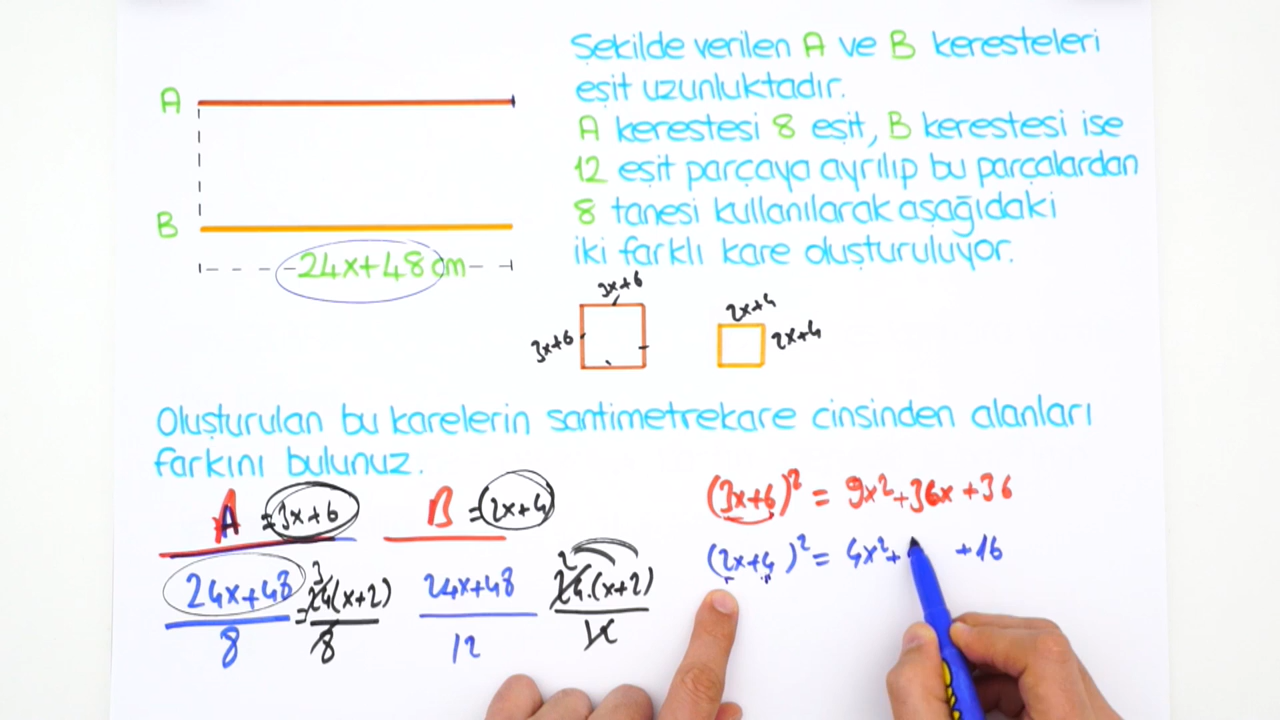 Şekilde verilen A ve B keresteleri
eşit uzunluktadır.
A kerestesi 8 eşit, B kerestesi ise
12 eşit parçaya ayrılıp bu parçalardan
8 tanesi kullanılarak aşağıdaki
iki farklı kare oluşturuluyor.
A
B
24x+48 cm
3x+6
3x+6
2x+4
2x+4
Oluşturulan bu karelerin santimetrekare cinsinden alanları
farkını bulunuz.
A = 3x+6
24x+48
8
= 3 24(x+2)
8
B = (2x+4)
24x+48
12
2 24.(x+2)
12
(3x+6)² = 9x²+36x+36
(2x+4)² = 4x²+ +16